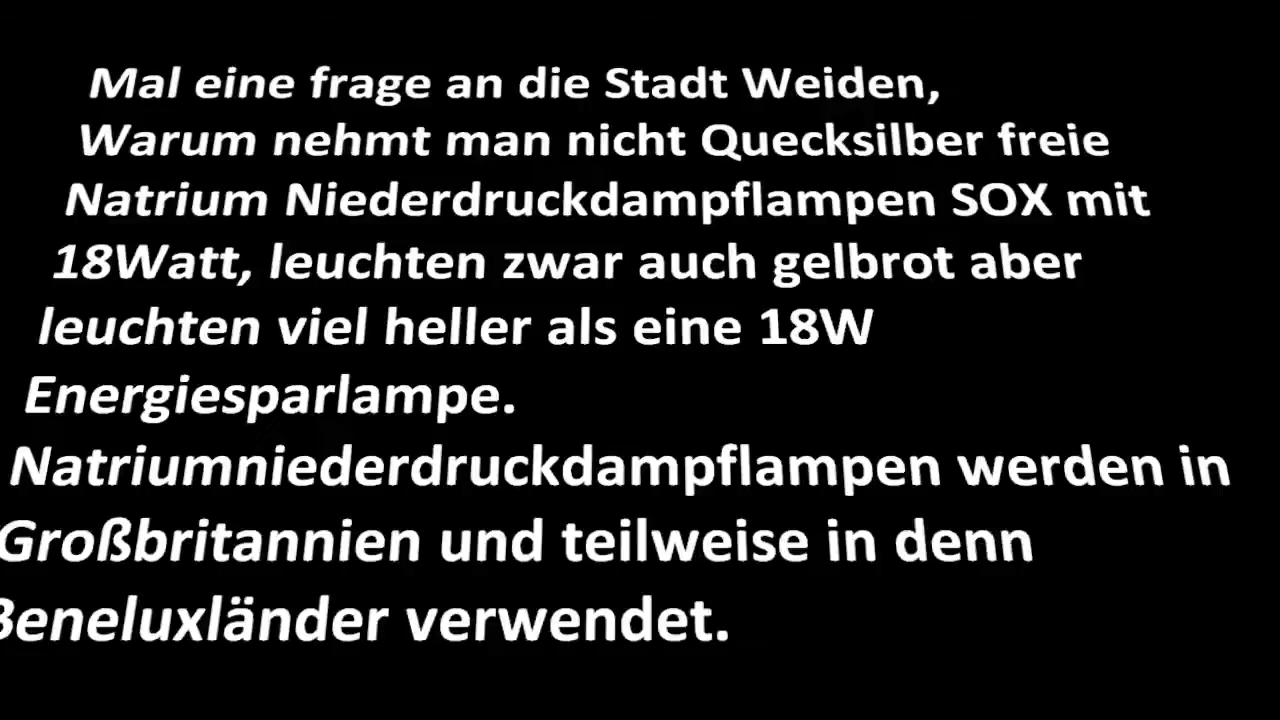 Mal eine frage an die Stadt Weiden,
Warum nehmt man nicht Quecksilber freie
Natrium Niederdruckdampflampen SOX mit
18Watt, leuchten zwar auch gelbrot aber
leuchten viel heller als eine 18W
Energiesparlampe.
Natriumniederdruckdampflampen werden in
Großbritannien und teilweise in denn
Beneluxländer verwendet.